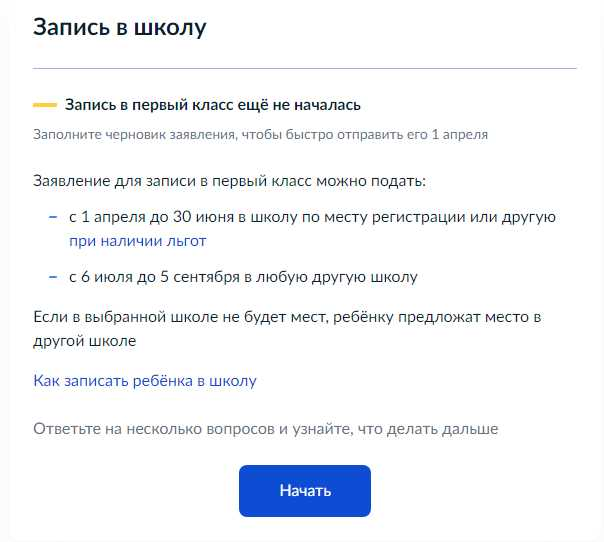 Запись в школу
Запись в первый класс ещё не началась
Заполните черновик заявления, чтобы быстро отправить его 1 апреля
Заявление для записи в первый класс можно подать:
– с 1 апреля до 30 июня в школу по месту регистрации или другую
при наличии льгот
– с 6 июля до 5 сентября в любую другую школу
Если в выбранной школе не будет мест, ребёнку предложат место в
другой школе
Как записать ребёнка в школу
Ответьте на несколько вопросов и узнайте, что делать дальше
Начать